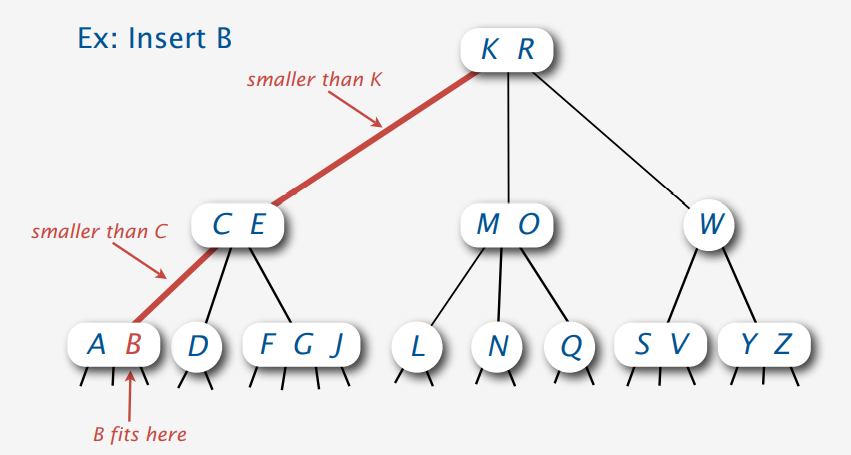 Ex: Insert B
K R
smaller than K
C E
M O
W
smaller than C
A B
D
F G J
L
N
Q
S V
Y Z
B fits here